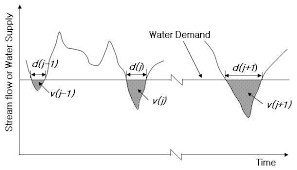 Water Demand
d(j–1)
d(j)
d(j+1)
v(j–1)
v(j)
v(j+1)
Stream flow or Water Supply
Time